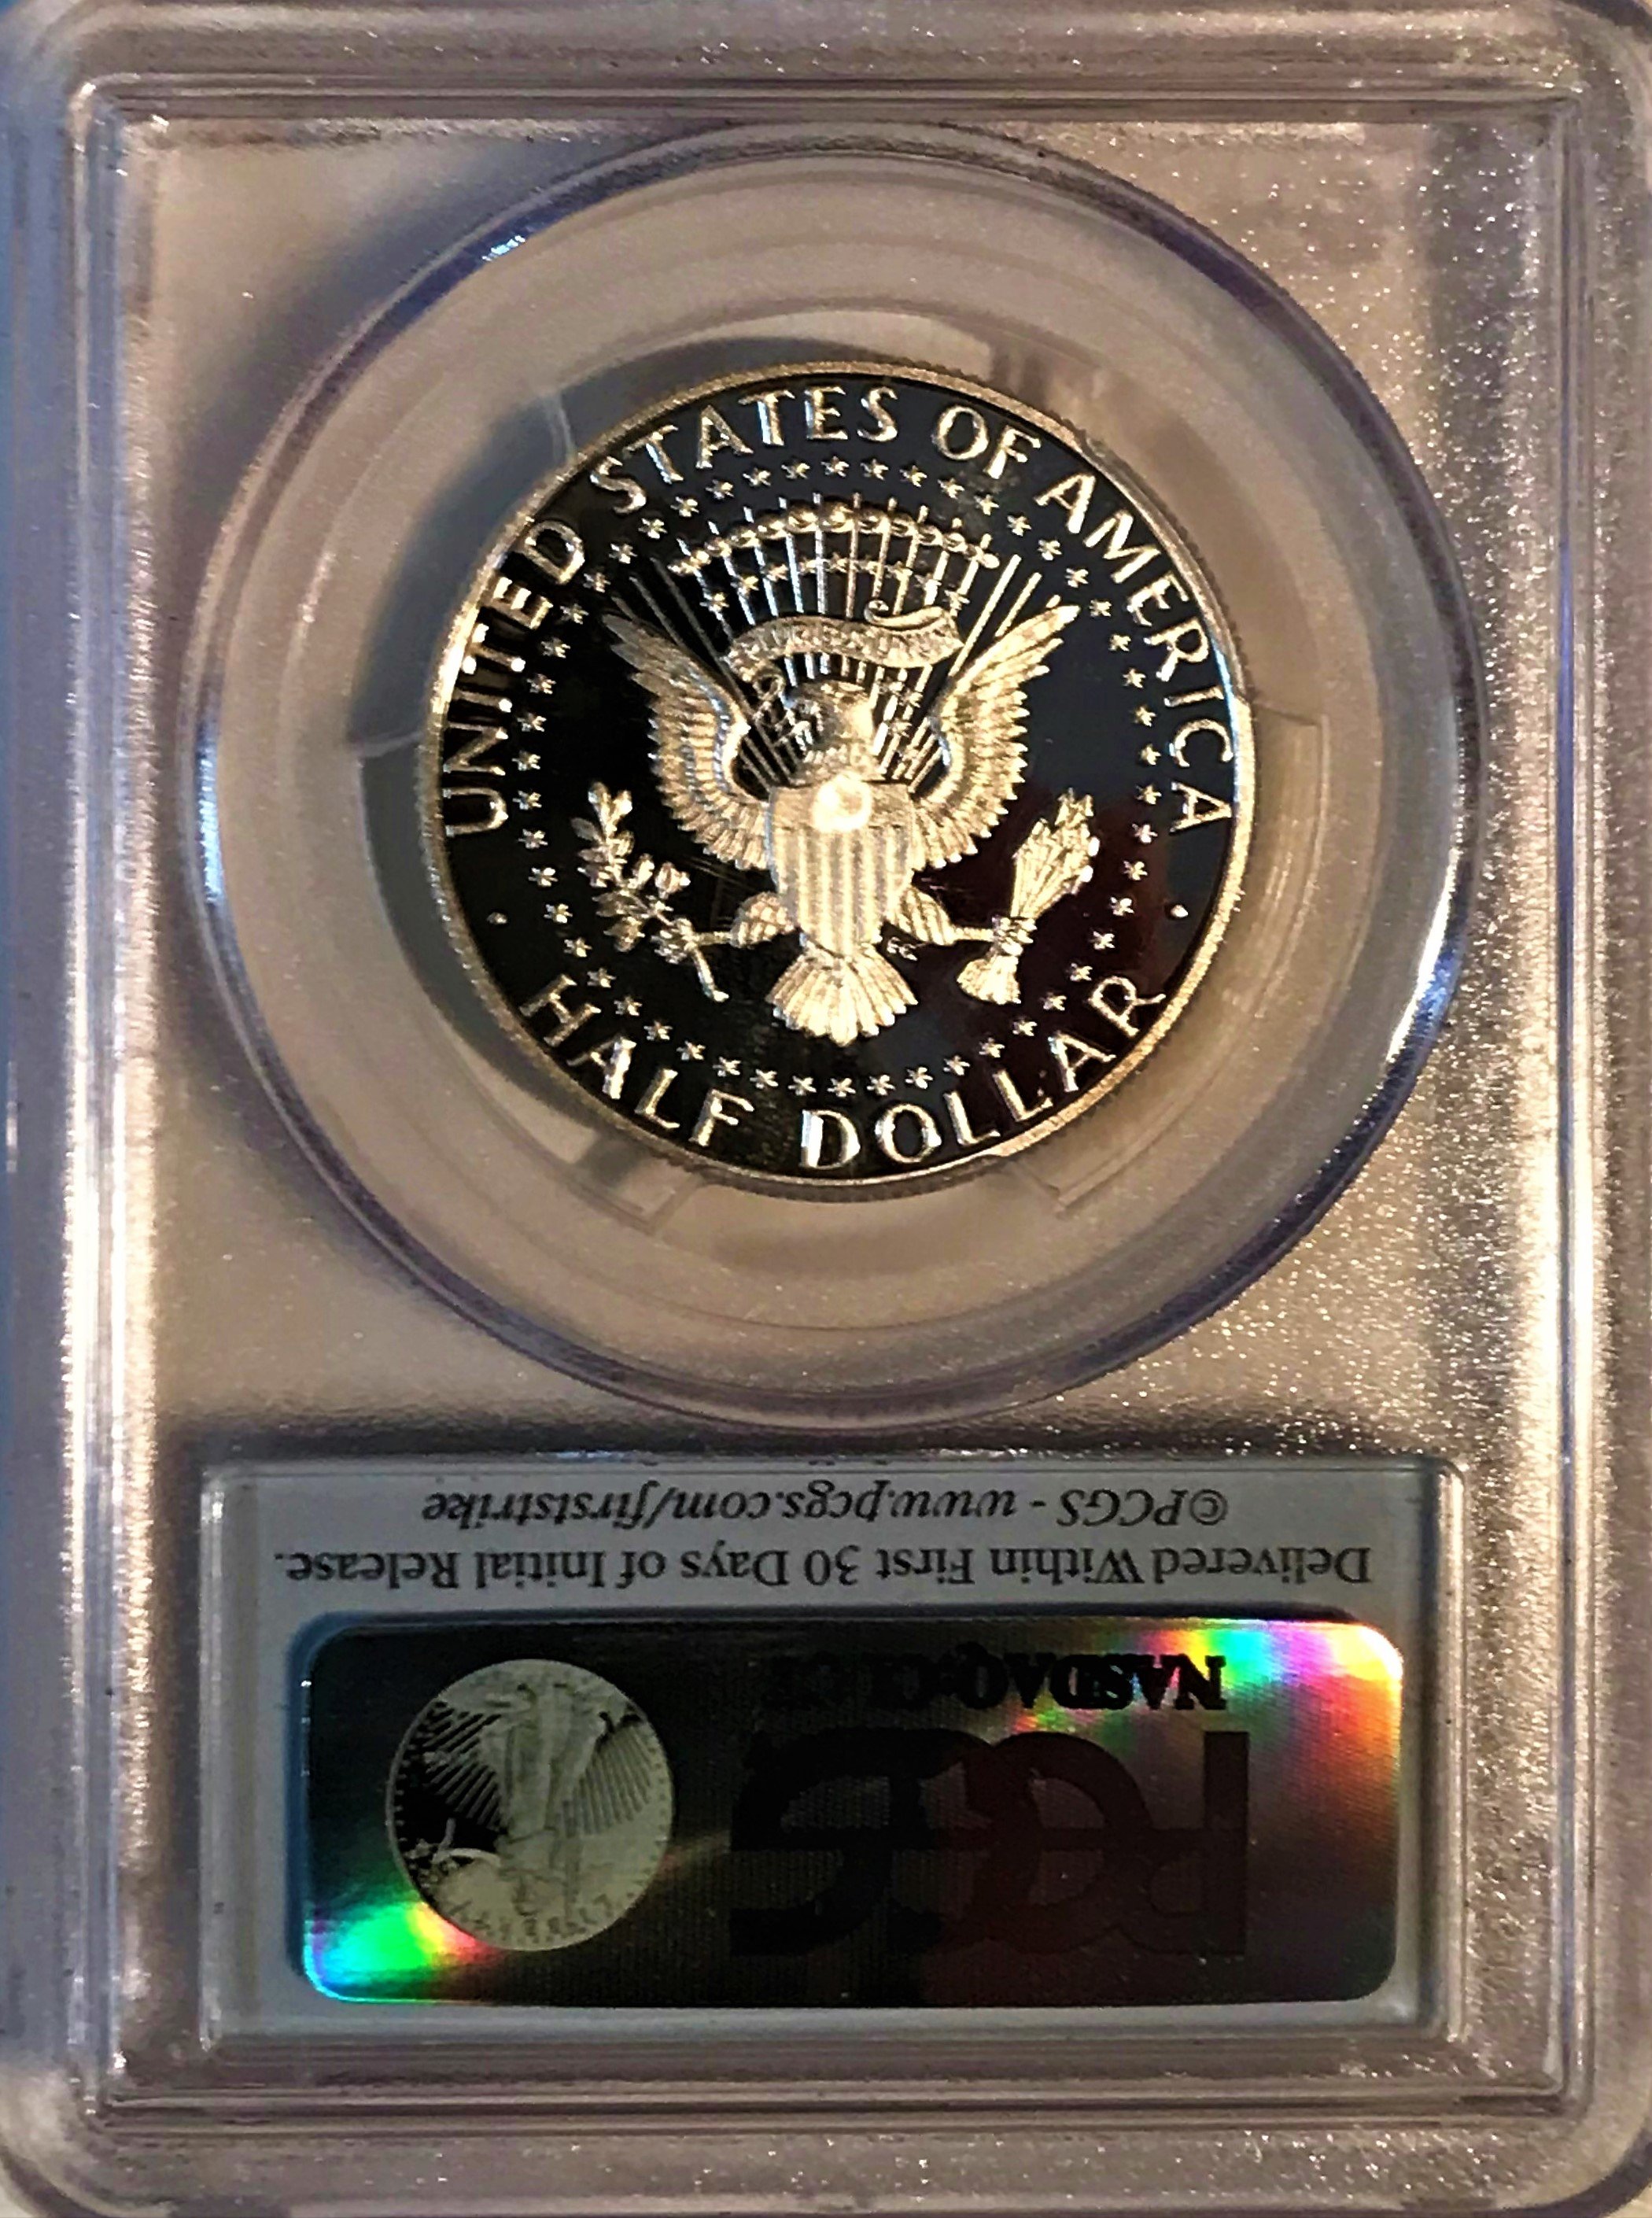 UNITED STATES OF AMERICA
FG
HALF DOLLAR
Delivered Within First 30 Days of Initial Release.
©PCGS - www.pcgs.com/firststrike
PCGS
NASDAQ:CLCT